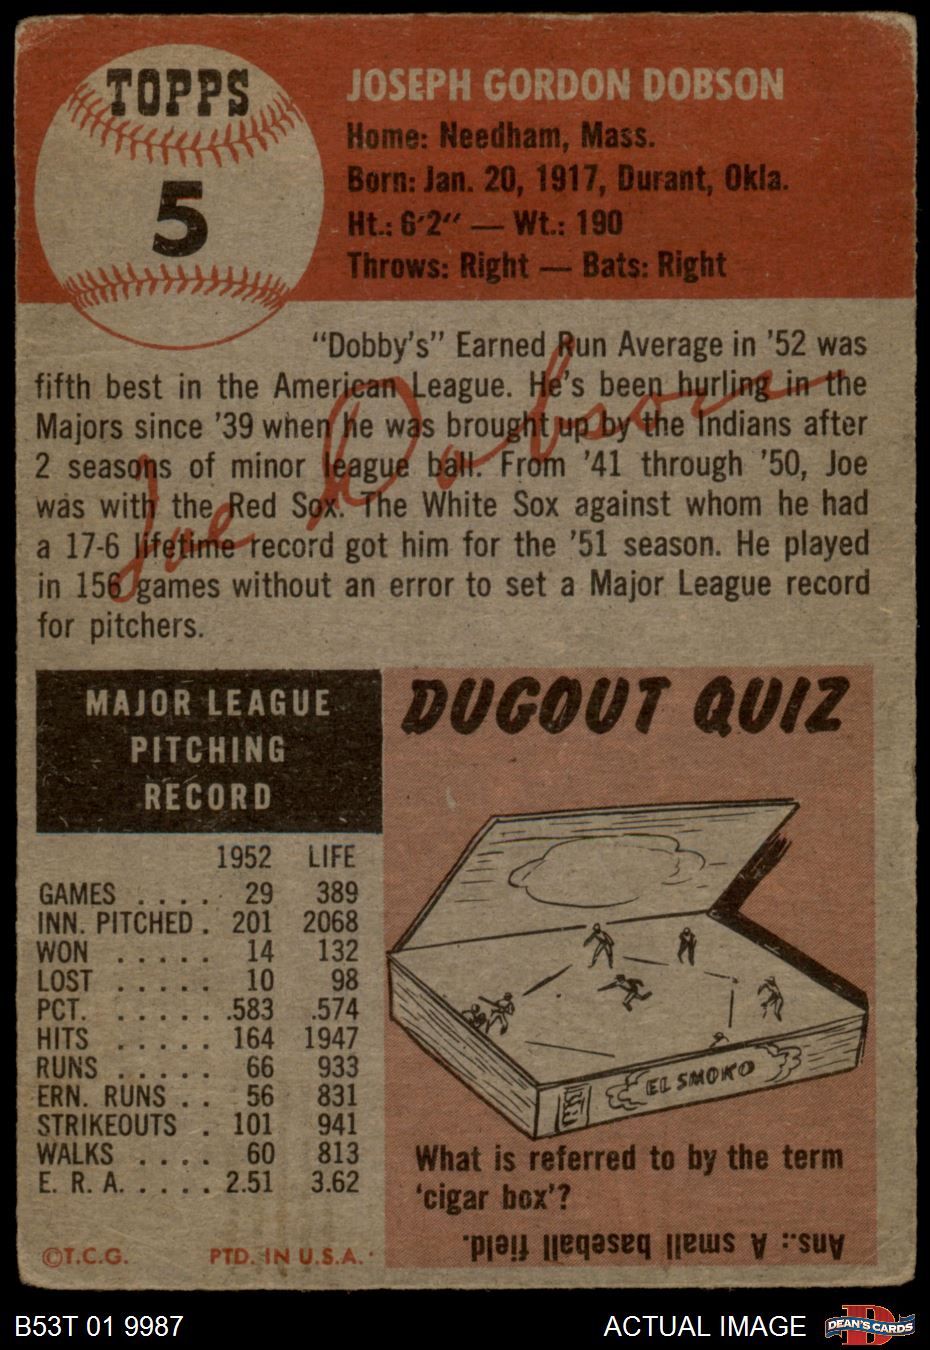 TOPPS
5
JOSEPH GORDON DOBSON
Home: Needham, Mass.
Born: Jan. 20, 1917, Durant, Okla.
Ht.: 6'2" — Wt.: 190
Throws: Right — Bats: Right
"Dobby's" Earned Run Average in '52 was
fifth best in the American League. He's been hurling in the
Majors since '39 when he was brought up by the Indians after
2 seasons of minor league ball. From '41 through '50, Joe
was with the Red Sox. The White Sox against whom he had
a 17-6 lifetime record got him for the '51 season. He played
in 156 games without an error to set a Major League record
for pitchers.
Joe Dobson
MAJOR LEAGUE
PITCHING
RECORD
1952 LIFE
GAMES . . . . 29 389
INN. PITCHED . 201 2068
WON . . . . . 14 132
LOST . . . . . 10 98
PCT. . . . . . .583 .574
HITS . . . . . 164 1947
RUNS . . . . . 66 933
ERN. RUNS . . 56 831
STRIKEOUTS . 101 941
WALKS . . . . 60 813
E. R. A. . . . . 2.51 3.62
©T.C.G. PTD. IN U.S.A.
DUGOUT QUIZ
EL SMOKO
What is referred to by the term
'cigar box'?
Ans.: A small baseball field.
B53T 01 9987
ACTUAL IMAGE
D
DEAN'S CARDS